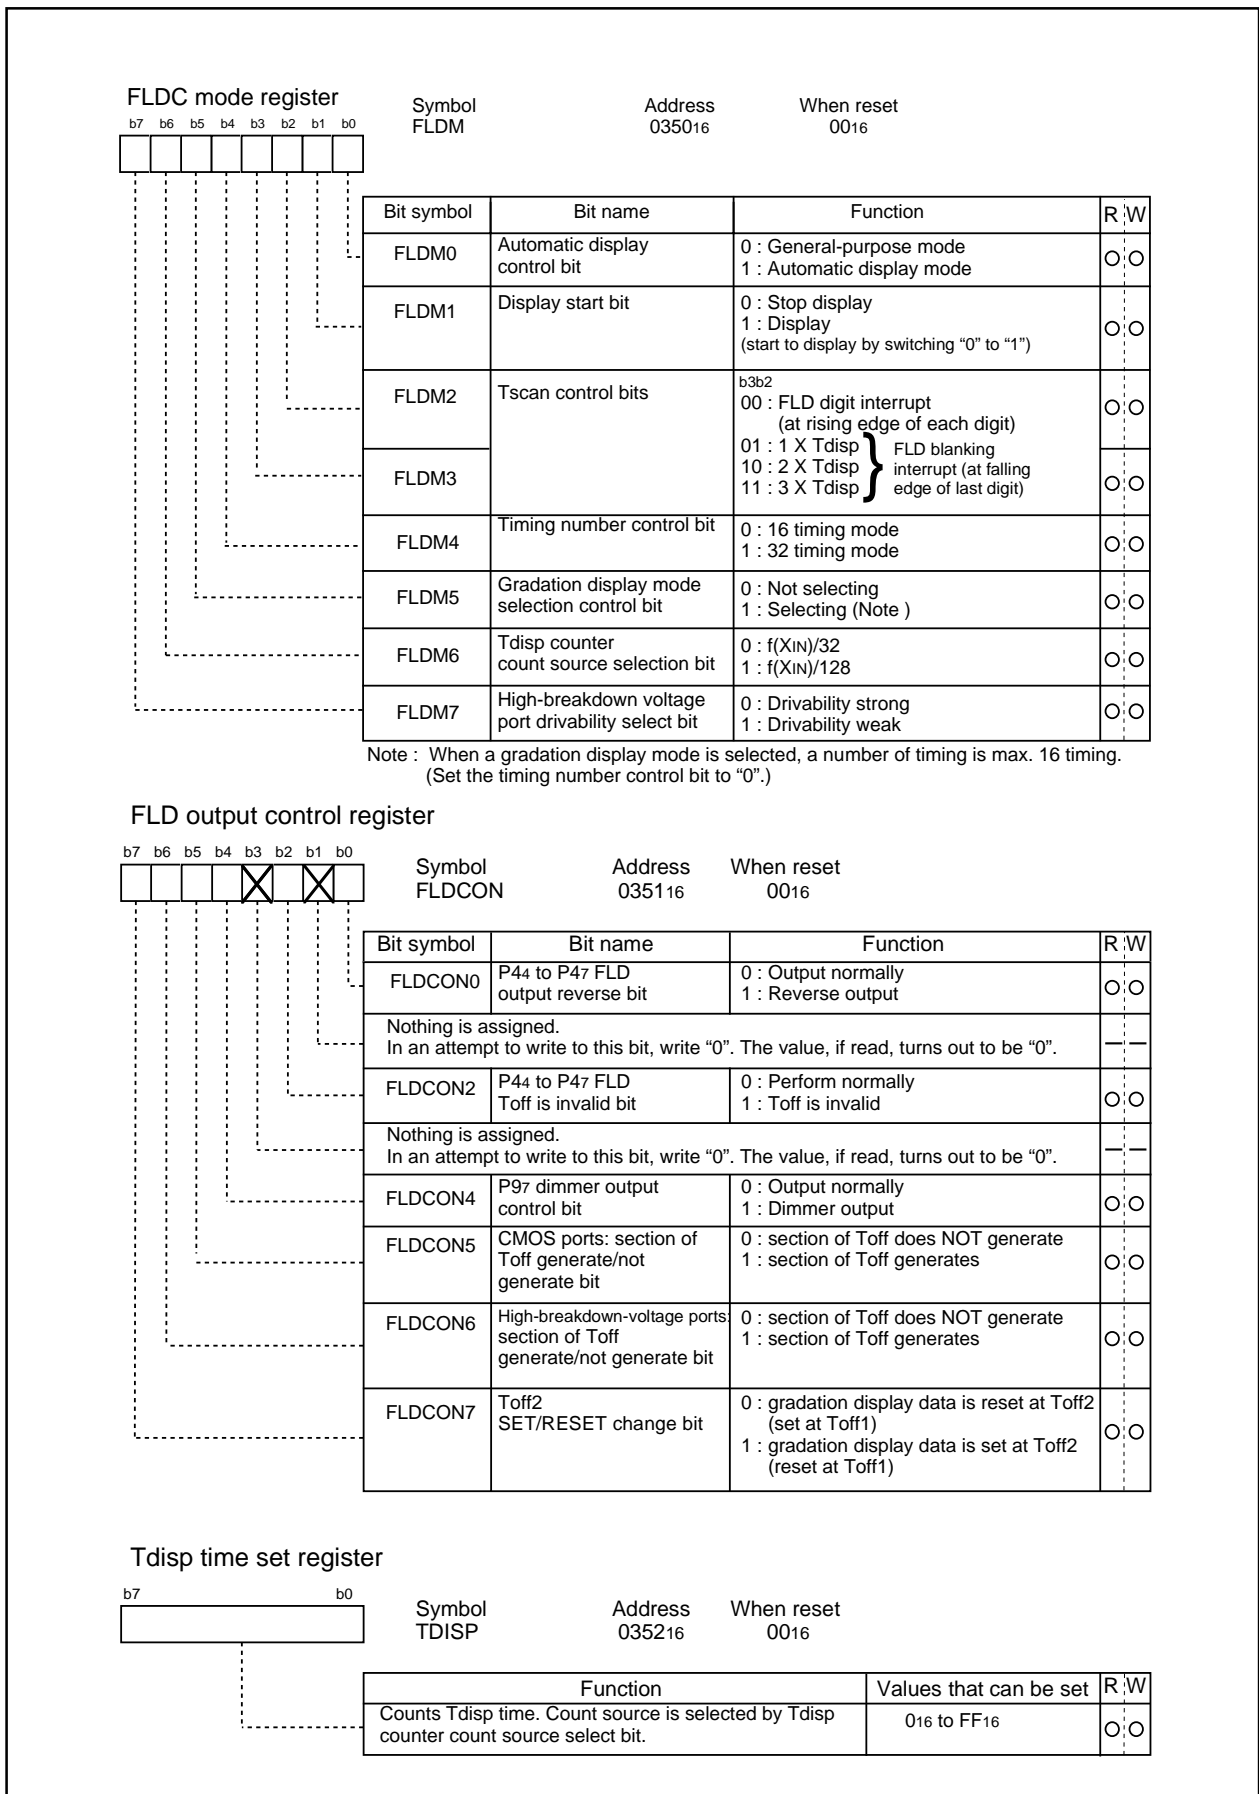 FLDC mode register
Symbol Address When reset
FLDM 035016 0016
b7 b6 b5 b4 b3 b2 b1 b0
Bit symbol Bit name Function R W
FLDM0 Automatic display control bit 0 : General-purpose mode
1 : Automatic display mode
FLDM1 Display start bit 0 : Stop display
1 : Display
(start to display by switching “0” to “1”)
FLDM2 Tscan control bits b3b2
00 : FLD digit interrupt
(at rising edge of each digit)
FLDM3 01 : 1 X Tdisp
10 : 2 X Tdisp
11 : 3 X Tdisp
} FLD blanking
interrupt (at falling
edge of last digit)
FLDM4 Timing number control bit 0 : 16 timing mode
1 : 32 timing mode
FLDM5 Gradation display mode selection control bit 0 : Not selecting
1 : Selecting (Note )
FLDM6 Tdisp counter count source selection bit 0 : f(XIN)/32
1 : f(XIN)/128
FLDM7 High-breakdown voltage port drivability select bit 0 : Drivability strong
1 : Drivability weak
Note : When a gradation display mode is selected, a number of timing is max. 16 timing.
(Set the timing number control bit to “0”.)
FLD output control register
b7 b6 b5 b4 b3 b2 b1 b0
Symbol Address When reset
FLDCON 035116 0016
Bit symbol Bit name Function R W
FLDCON0 P44 to P47 FLD output reverse bit 0 : Output normally
1 : Reverse output
Nothing is assigned.
In an attempt to write to this bit, write “0”. The value, if read, turns out to be “0”.
FLDCON2 P44 to P47 FLD Toff is invalid bit 0 : Perform normally
1 : Toff is invalid
Nothing is assigned.
In an attempt to write to this bit, write “0”. The value, if read, turns out to be “0”.
FLDCON4 P97 dimmer output control bit 0 : Output normally
1 : Dimmer output
FLDCON5 CMOS ports: section of Toff generate/not generate bit 0 : section of Toff does NOT generate
1 : section of Toff generates
FLDCON6 High-breakdown-voltage ports: section of Toff generate/not generate bit 0 : section of Toff does NOT generate
1 : section of Toff generates
FLDCON7 Toff2 SET/RESET change bit 0 : gradation display data is reset at Toff2
(set at Toff1)
1 : gradation display data is set at Toff2
(reset at Toff1)
Tdisp time set register
b7 b0
Symbol Address When reset
TDISP 035216 0016
Function Values that can be set R W
Counts Tdisp time. Count source is selected by Tdisp
counter count source select bit. 016 to FF16